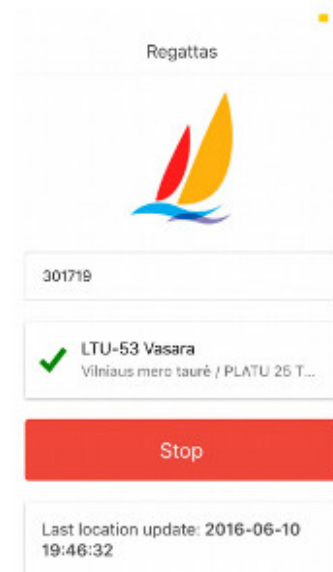 Regattas
301719
LTU-53 Vasara
Vilniaus mero taurė / PLATU 25 T...
Stop
Last location update: 2016-06-10
19:46:32